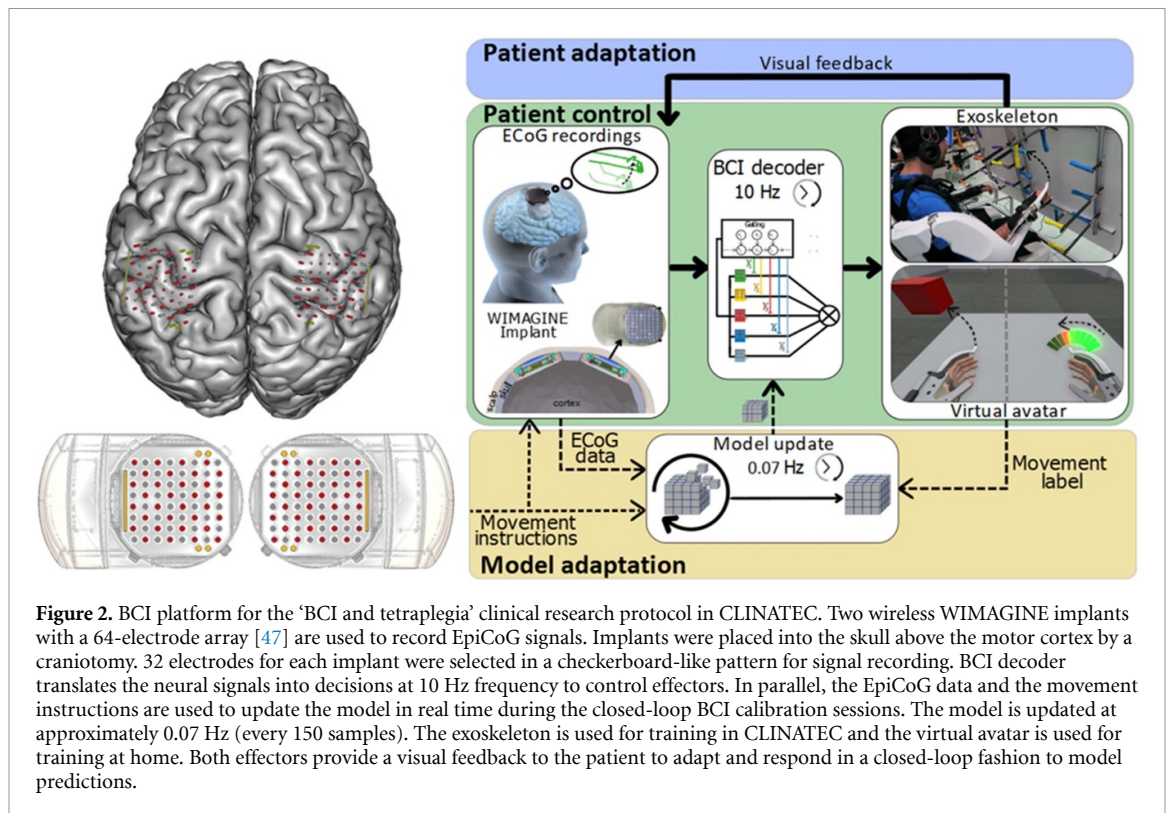 Patient adaptation
Visual feedback
Patient control
ECoG recordings
WIMAGINE
Implant
scalp
skull
cortex
BCI decoder
10 Hz
Gating
Exoskeleton
Virtual avatar
ECoG
data
Model update
0.07 Hz
Movement
label
Movement
instructions
Model adaptation
Figure 2. BCI platform for the ‘BCI and tetraplegia’ clinical research protocol in CLINATEC. Two wireless WIMAGINE implants
with a 64-electrode array [47] are used to record EpiCoG signals. Implants were placed into the skull above the motor cortex by a
craniotomy. 32 electrodes for each implant were selected in a checkerboard-like pattern for signal recording. BCI decoder
translates the neural signals into decisions at 10 Hz frequency to control effectors. In parallel, the EpiCoG data and the movement
instructions are used to update the model in real time during the closed-loop BCI calibration sessions. The model is updated at
approximately 0.07 Hz (every 150 samples). The exoskeleton is used for training in CLINATEC and the virtual avatar is used for
training at home. Both effectors provide a visual feedback to the patient to adapt and respond in a closed-loop fashion to model
predictions.